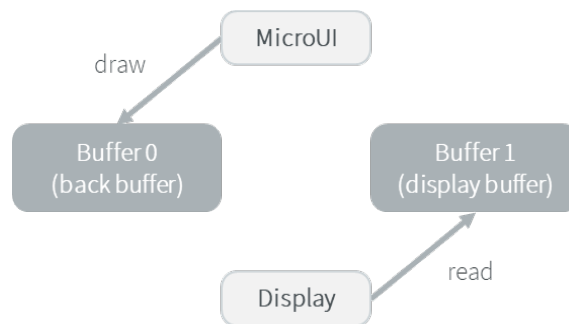 MicroUI
draw
Buffer 0
(back buffer)
Buffer 1
(display buffer)
read
Display